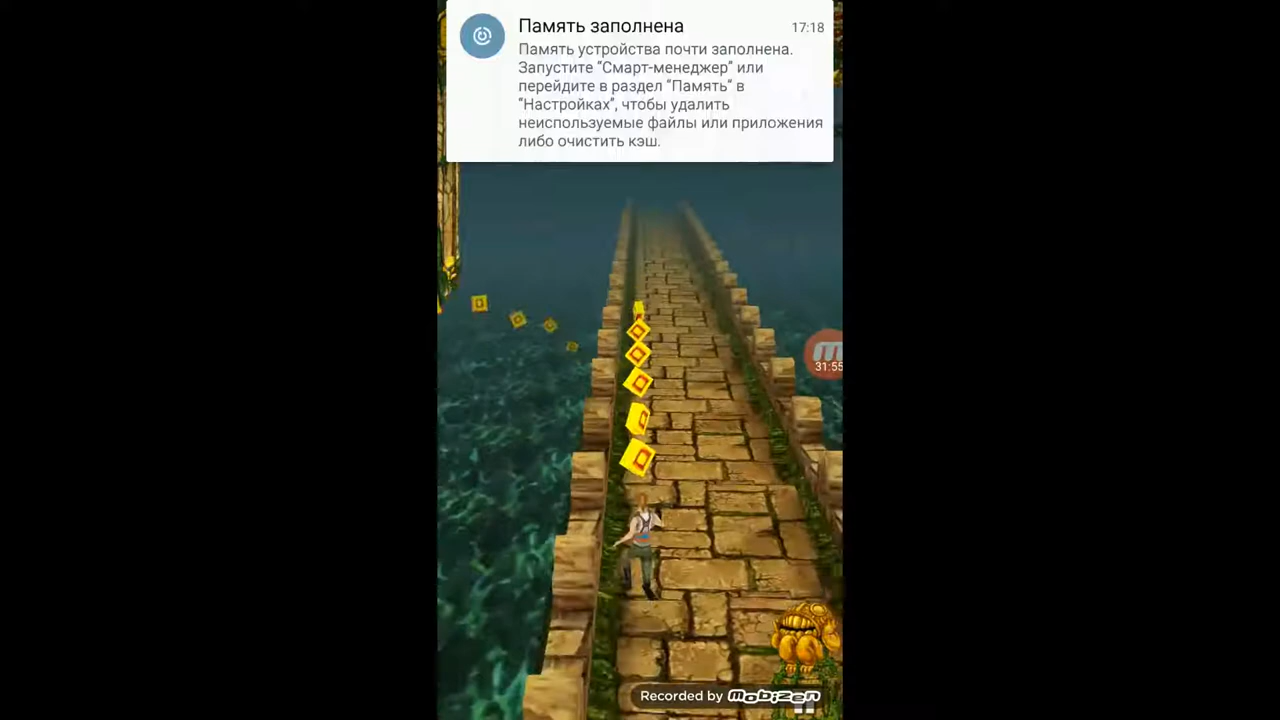 Память заполнена
17:18
Память устройства почти заполнена.
Запустите “Смарт-менеджер” или
перейдите в раздел “Память” в
“Настройках”, чтобы удалить
неиспользуемые файлы или приложения
либо очистить кэш.
31:55
Recorded by Mobizen